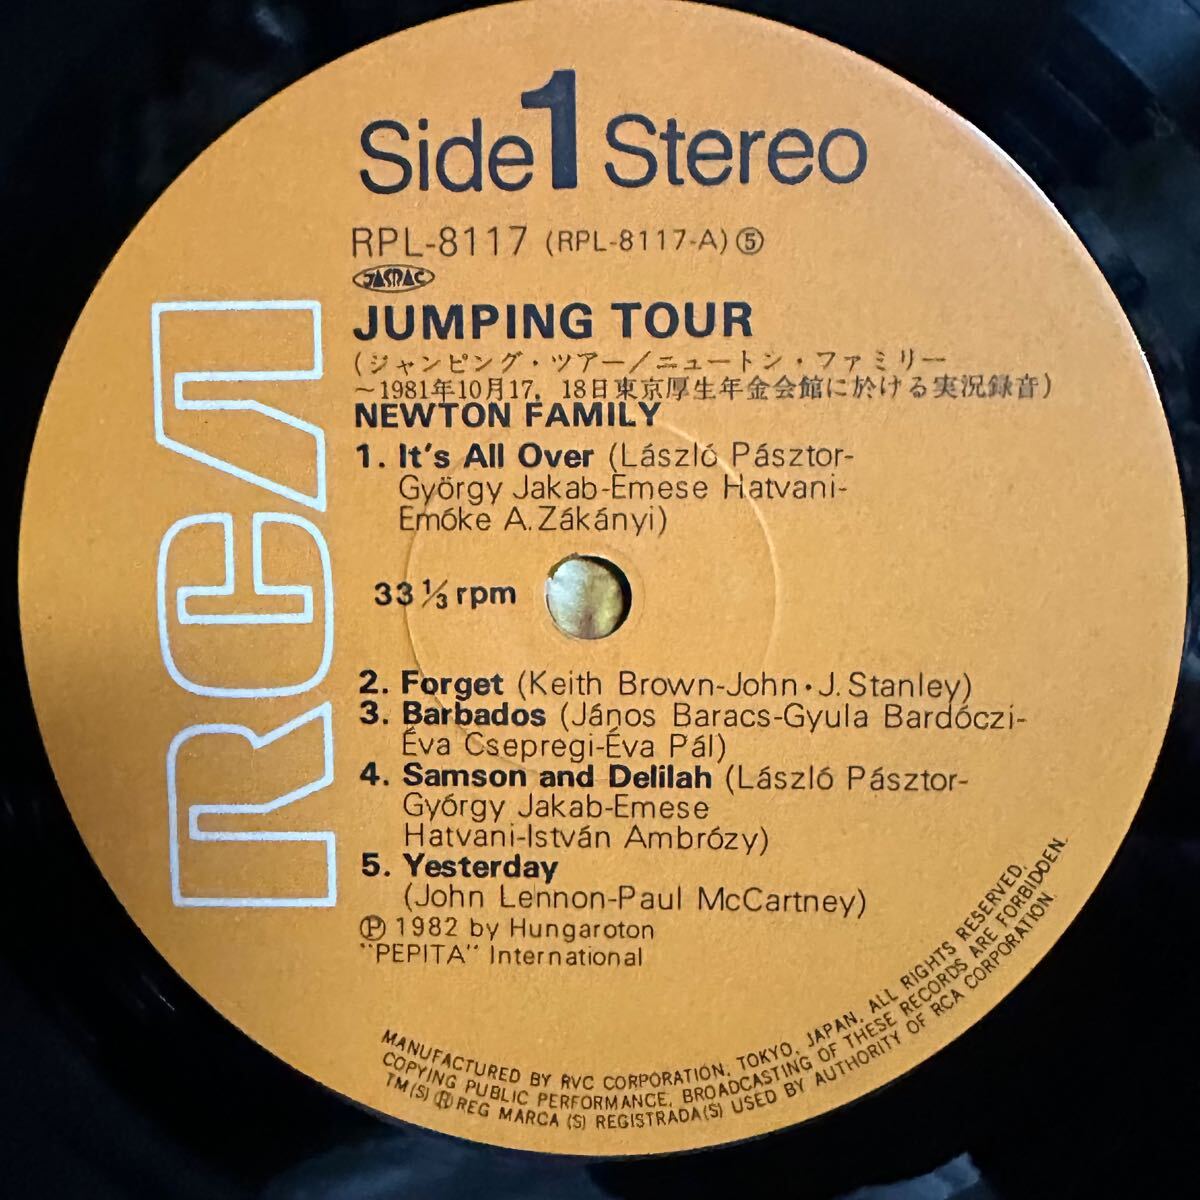 Side 1 Stereo
RPL-8117 (RPL-8117-A) ⑤
JASRAC
JUMPING TOUR
(ジャンピング・ツアー/ニュートン・ファミリー
~1981年10月17, 18日東京厚生年金会館に於ける実況録音)
NEWTON FAMILY
1. It's All Over (László Pásztor-
György Jakab-Emese Hatvani-
Emóke A. Zákányi)
33 1/3 rpm
2. Forget (Keith Brown-John・J. Stanley)
3. Barbados (János Baracs-Gyula Bardóczi-
Éva Csepregi-Éva Pál)
4. Samson and Delilah (László Pásztor-
György Jakab-Emese
Hatvani-István Ambrózy)
5. Yesterday
(John Lennon-Paul McCartney)
℗ 1982 by Hungaroton
"PEPITA" International
RCA
MANUFACTURED BY RVC CORPORATION, TOKYO, JAPAN. ALL RIGHTS RESERVED.
COPYING PUBLIC PERFORMANCE, BROADCASTING OF THESE RECORDS ARE FORBIDDEN.
TM(S) ® REG MARCA (S) REGISTRADA(S) USED BY AUTHORITY OF RCA CORPORATION.